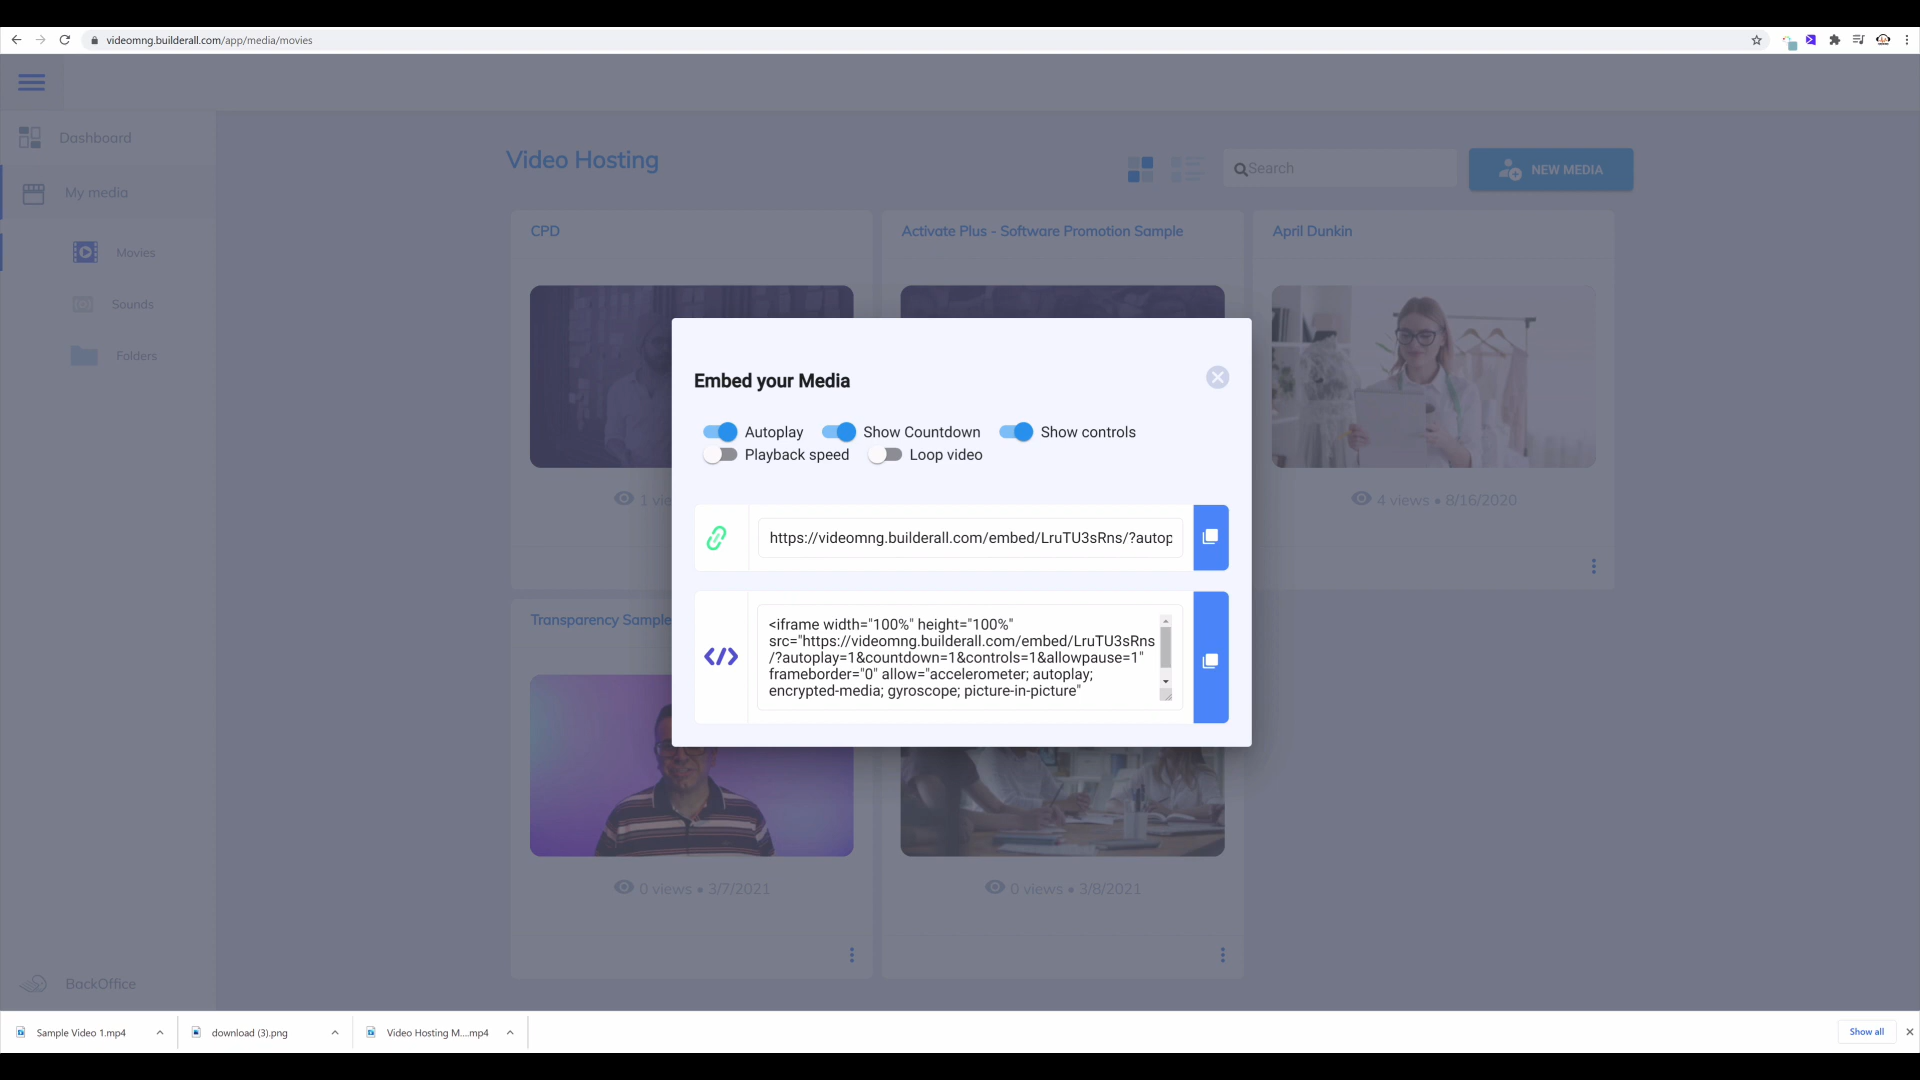 videomng.builderall.com/app/media/movies
Dashboard
My media
Movies
Sounds
Folders
BackOffice
Video Hosting
Search
NEW MEDIA
CPD
Activate Plus - Software Promotion Sample
April Dunkin
1 vie
4 views • 8/16/2020
Transparency Sample
0 views • 3/7/2021
0 views • 3/8/2021
Embed your Media
Autoplay
Show Countdown
Show controls
Playback speed
Loop video
https://videomng.builderall.com/embed/LruTU3sRns/?autop
<iframe width="100%" height="100%"
src="https://videomng.builderall.com/embed/LruTU3sRns
/?autoplay=1&countdown=1&controls=1&allowpause=1"
frameborder="0" allow="accelerometer; autoplay;
encrypted-media; gyroscope; picture-in-picture"
Sample Video 1.mp4
download (3).png
Video Hosting M....mp4
Show all